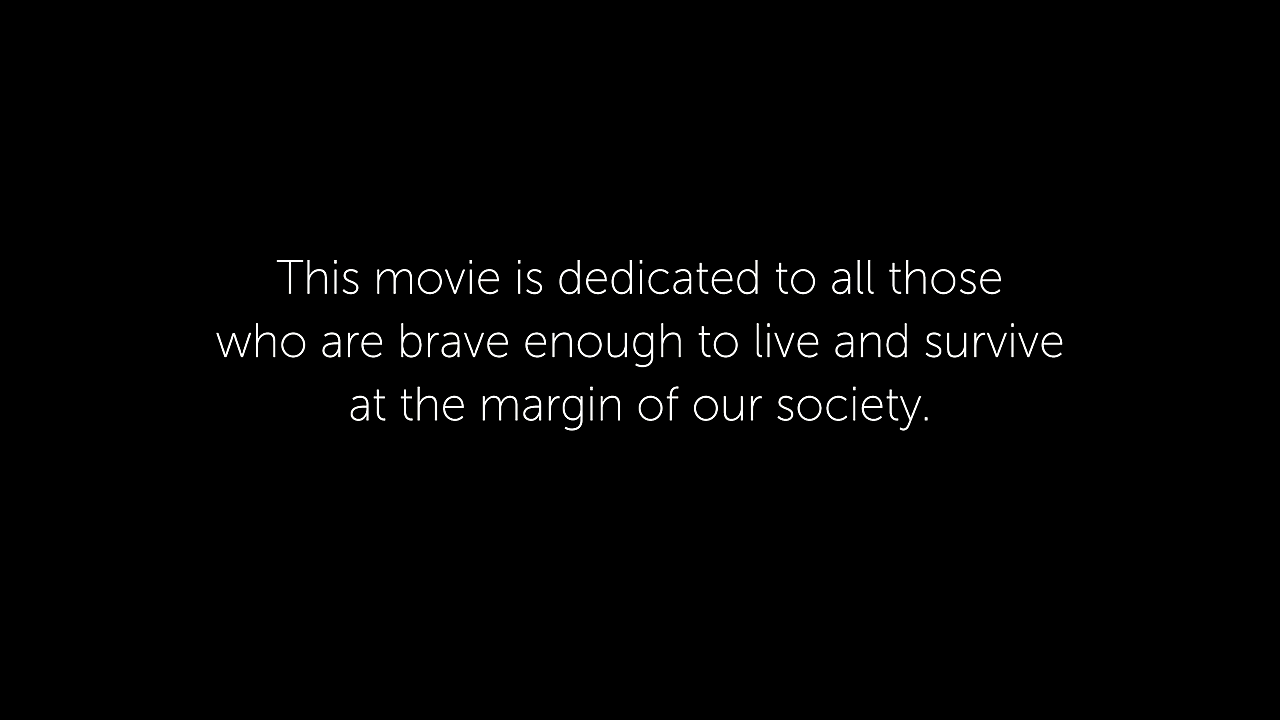 This movie is dedicated to all those
who are brave enough to live and survive
at the margin of our society.